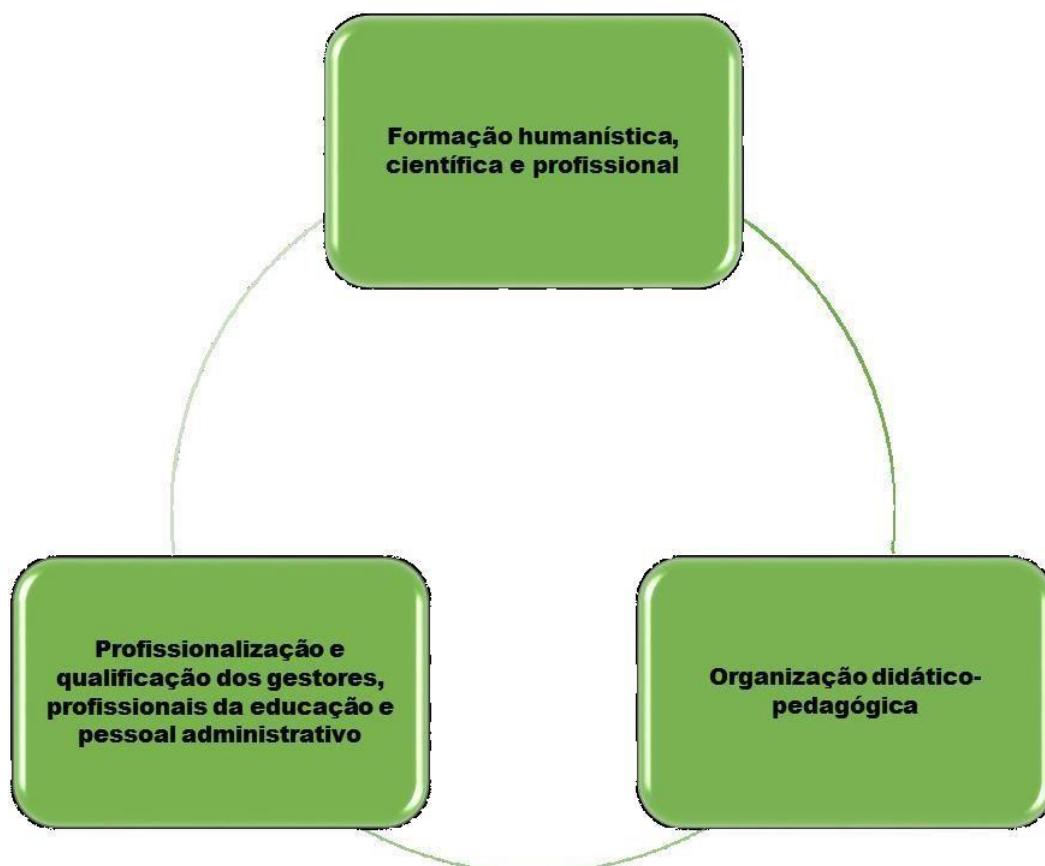 Formação humanística,
científica e profissional
Profissionalização e
qualificação dos gestores,
profissionais da educação e
pessoal administrativo
Organização didático-
pedagógica